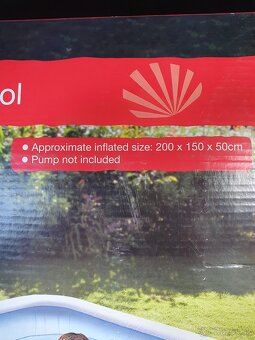 ol
● Approximate inflated size: 200 x 150 x 50cm
● Pump not included